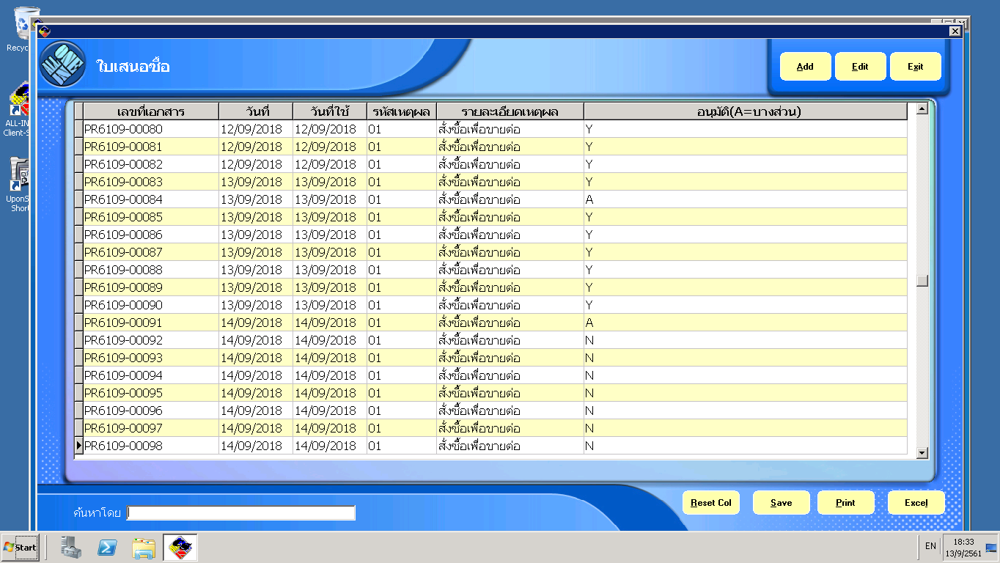 Recyc
ALL-IN
Client-S
UponS
Short
ALL ONE IN
ใบเสนอซื้อ
Add Edit Exit
เลขที่เอกสาร วันที่ วันที่ใช้ รหัสเหตุผล รายละเอียดเหตุผล อนุมัติ(A=บางส่วน)
PR6109-00080 12/09/2018 12/09/2018 01 สั่งซื้อเพื่อขายต่อ Y
PR6109-00081 12/09/2018 12/09/2018 01 สั่งซื้อเพื่อขายต่อ Y
PR6109-00082 12/09/2018 12/09/2018 01 สั่งซื้อเพื่อขายต่อ Y
PR6109-00083 13/09/2018 13/09/2018 01 สั่งซื้อเพื่อขายต่อ Y
PR6109-00084 13/09/2018 13/09/2018 01 สั่งซื้อเพื่อขายต่อ A
PR6109-00085 13/09/2018 13/09/2018 01 สั่งซื้อเพื่อขายต่อ Y
PR6109-00086 13/09/2018 13/09/2018 01 สั่งซื้อเพื่อขายต่อ Y
PR6109-00087 13/09/2018 13/09/2018 01 สั่งซื้อเพื่อขายต่อ Y
PR6109-00088 13/09/2018 13/09/2018 01 สั่งซื้อเพื่อขายต่อ Y
PR6109-00089 13/09/2018 13/09/2018 01 สั่งซื้อเพื่อขายต่อ Y
PR6109-00090 13/09/2018 13/09/2018 01 สั่งซื้อเพื่อขายต่อ Y
PR6109-00091 14/09/2018 14/09/2018 01 สั่งซื้อเพื่อขายต่อ A
PR6109-00092 14/09/2018 14/09/2018 01 สั่งซื้อเพื่อขายต่อ N
PR6109-00093 14/09/2018 14/09/2018 01 สั่งซื้อเพื่อขายต่อ N
PR6109-00094 14/09/2018 14/09/2018 01 สั่งซื้อเพื่อขายต่อ N
PR6109-00095 14/09/2018 14/09/2018 01 สั่งซื้อเพื่อขายต่อ N
PR6109-00096 14/09/2018 14/09/2018 01 สั่งซื้อเพื่อขายต่อ N
PR6109-00097 14/09/2018 14/09/2018 01 สั่งซื้อเพื่อขายต่อ N
PR6109-00098 14/09/2018 14/09/2018 01 สั่งซื้อเพื่อขายต่อ N
ค้นหาโดย
Reset Col Save Print Excel
Start
EN
18:33
13/9/2561